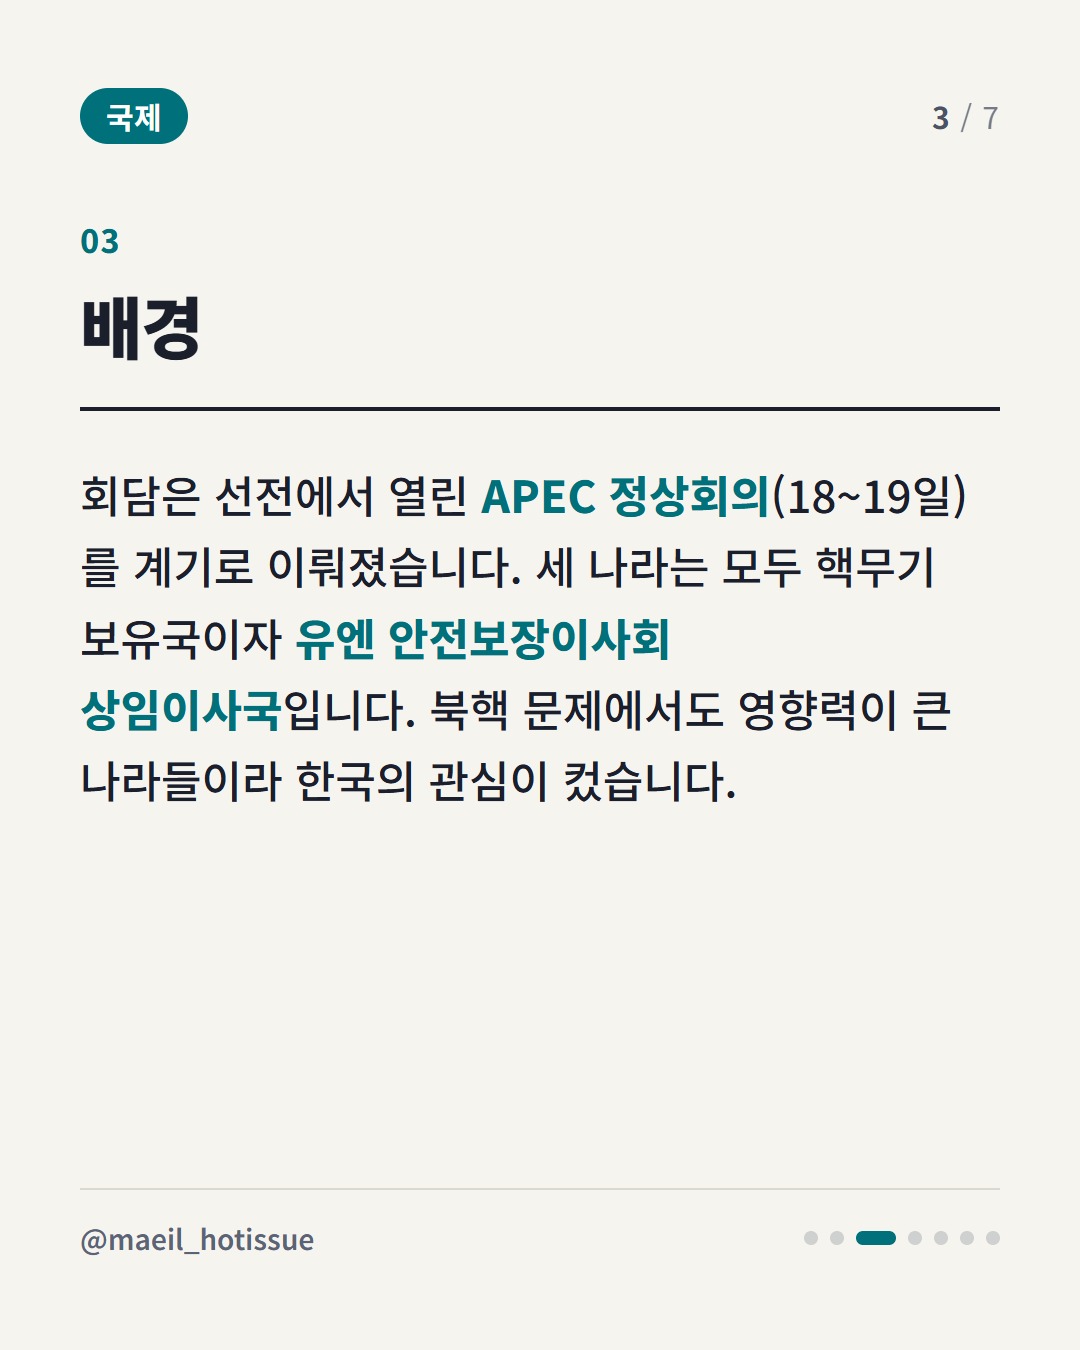 국제
3 / 7
03
배경
회담은 선전에서 열린 APEC 정상회의(18~19일)
를 계기로 이뤄졌습니다. 세 나라는 모두 핵무기
보유국이자 유엔 안전보장이사회
상임이사국입니다. 북핵 문제에서도 영향력이 큰
나라들이라 한국의 관심이 컸습니다.
@maeil_hotissue